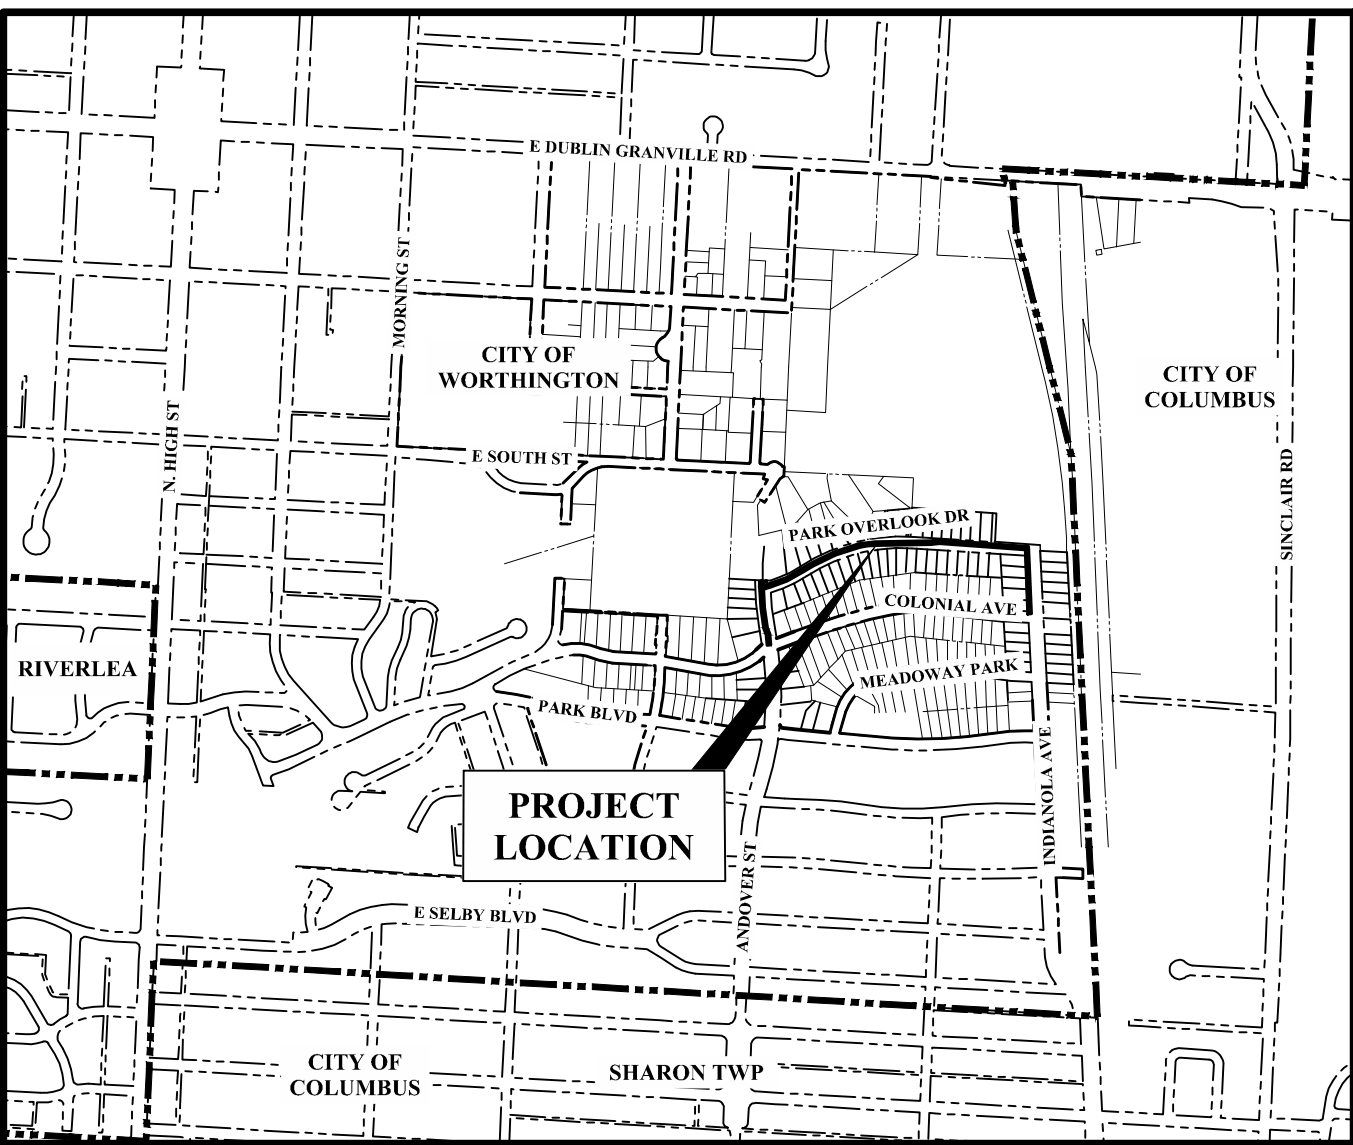 E DUBLIN GRANVILLE RD
MORNING ST
CITY OF
WORTHINGTON
CITY OF
COLUMBUS
N. HIGH ST
E SOUTH ST
SINCLAIR RD
PARK OVERLOOK DR
COLONIAL AVE
RIVERLEA
MEADOWAY PARK
PARK BLVD
INDIANOLA AVE
PROJECT
LOCATION
ANDOVER ST
E SELBY BLVD
CITY OF
COLUMBUS
SHARON TWP